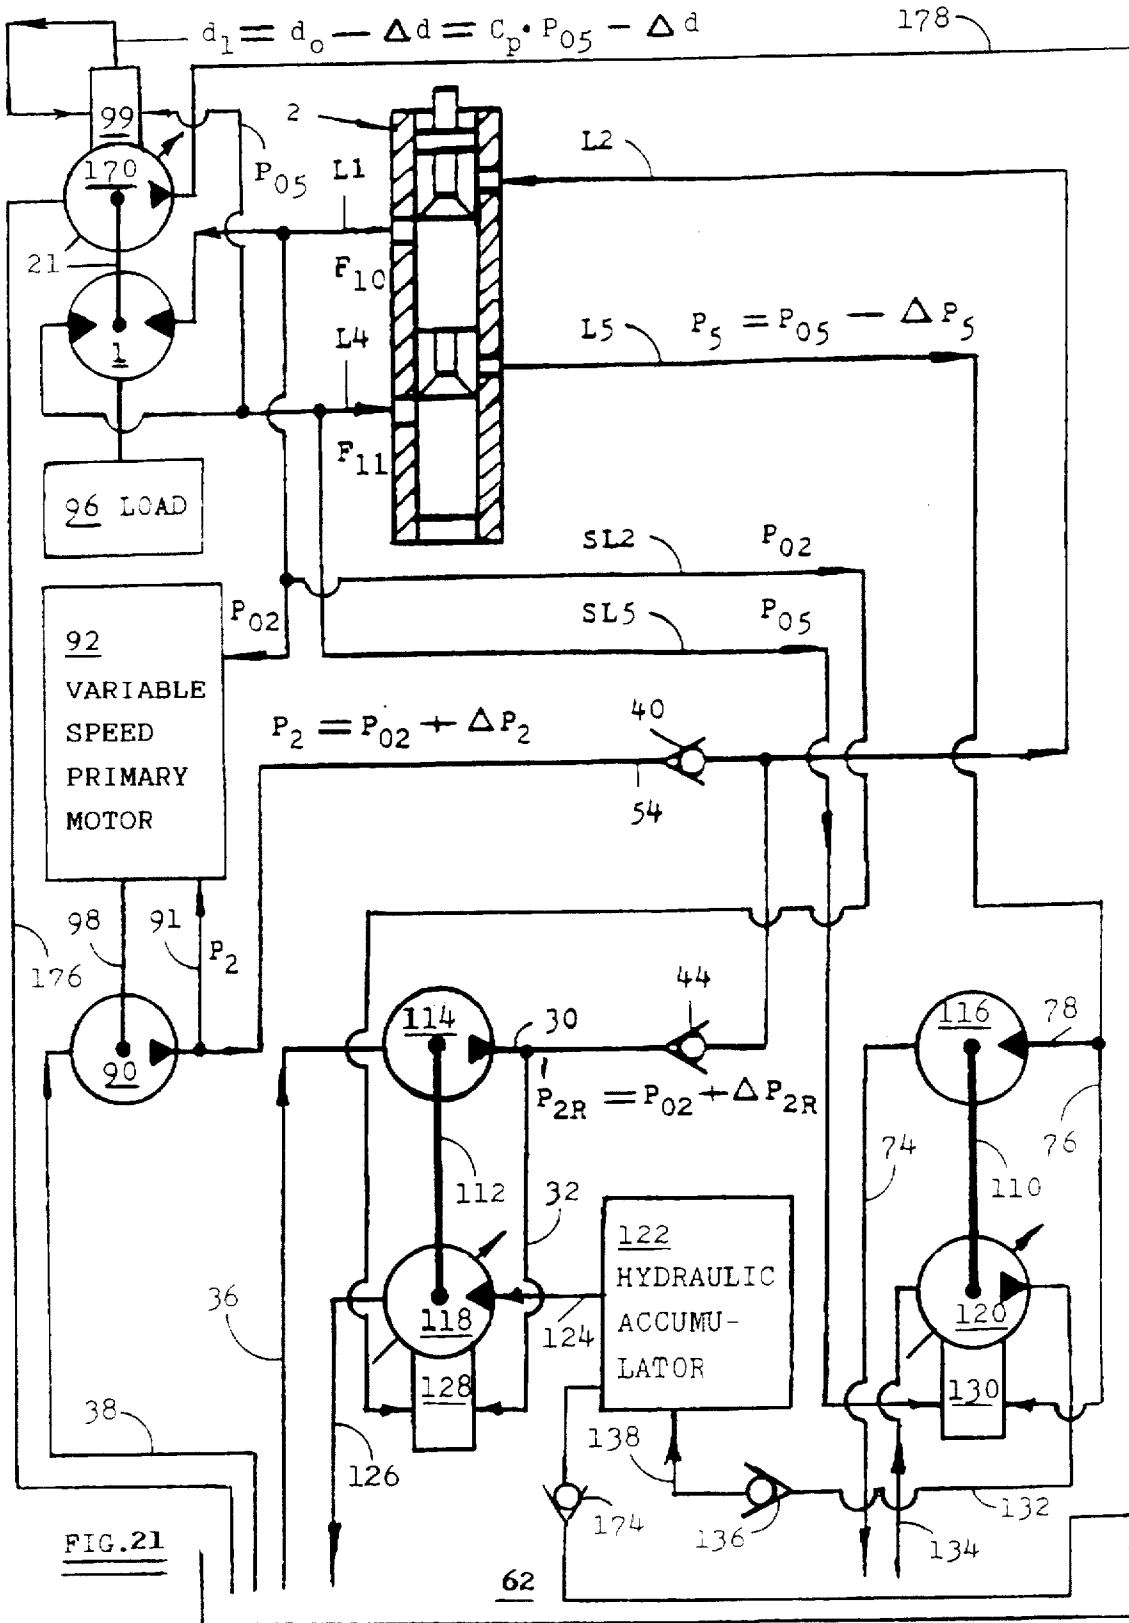 d₁ = d₀ − Δd = Cₚ·P₀₅ − Δd
178
99
2
170
P₀₅
L1
L2
21
F₁₀
1
L4
L5
P₅ = P₀₅ − ΔP₅
F₁₁
96 LOAD
SL2
P₀₂
P₀₂
SL5
P₀₅
92
VARIABLE
SPEED
PRIMARY
MOTOR
P₂ = P₀₂ + ΔP₂
40
54
98
91
P₂
176
44
114
30
116
78
90
P₂R = P₀₂ + ΔP₂R
112
32
74
110
76
122
HYDRAULIC
ACCUMU-
LATOR
36
118
124
120
128
130
38
126
138
174
136
132
134
FIG.21
62